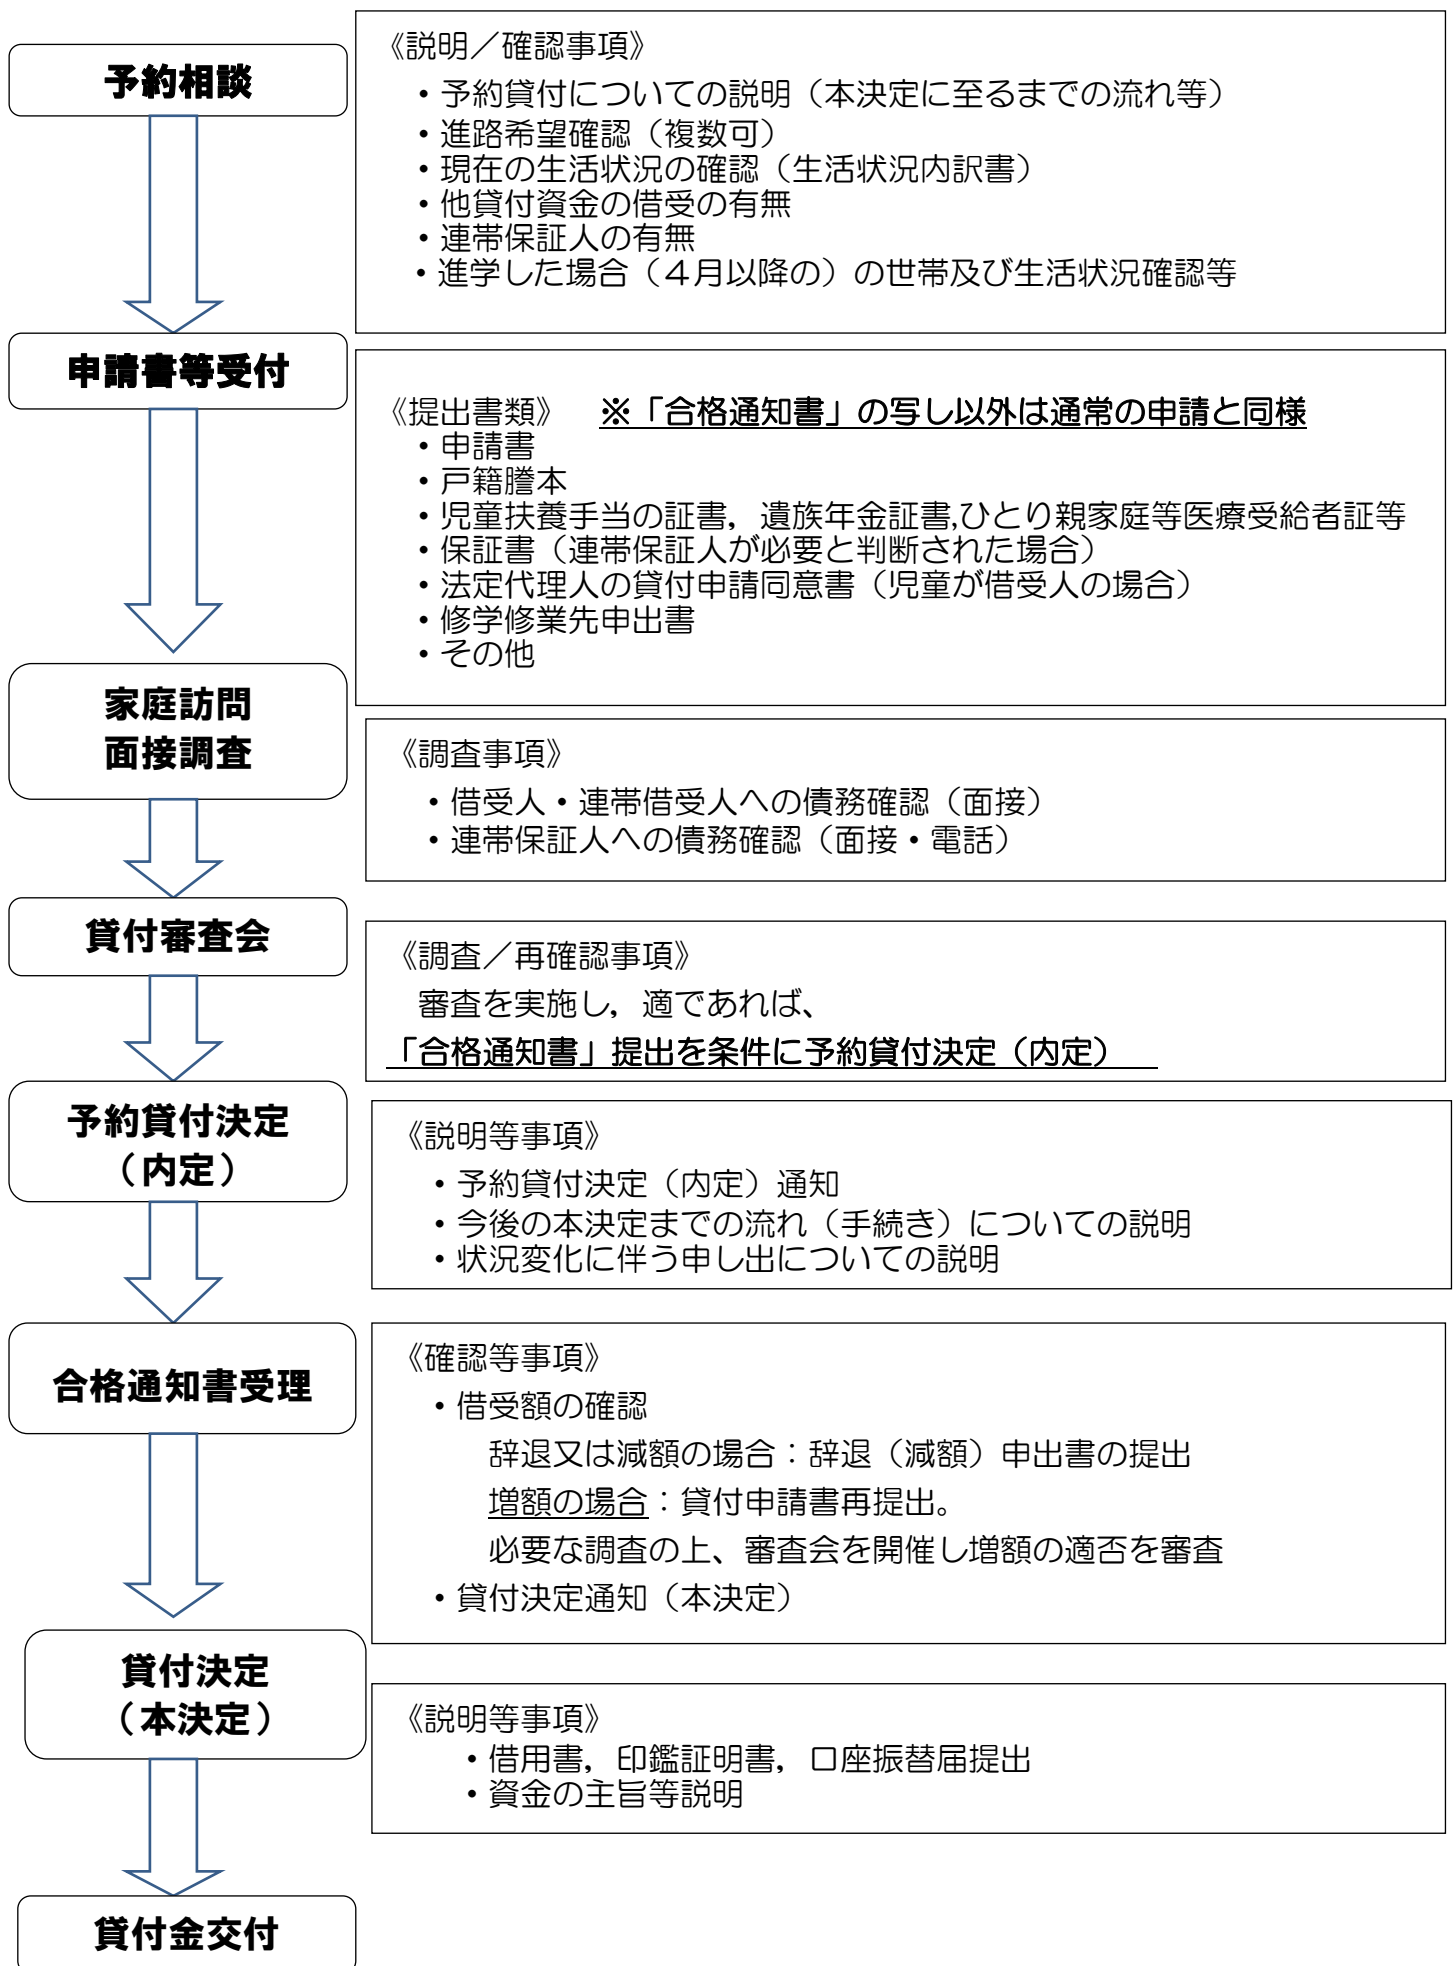 予約相談
《説明／確認事項》
・予約貸付についての説明（本決定に至るまでの流れ等）
・進路希望確認（複数可）
・現在の生活状況の確認（生活状況内訳書）
・他貸付資金の借受の有無
・連帯保証人の有無
・進学した場合（４月以降の）の世帯及び生活状況確認等
申請書等受付
《提出書類》　※「合格通知書」の写し以外は通常の申請と同様
・申請書
・戸籍謄本
・児童扶養手当の証書，遺族年金証書,ひとり親家庭等医療受給者証等
・保証書（連帯保証人が必要と判断された場合）
・法定代理人の貸付申請同意書（児童が借受人の場合）
・修学修業先申出書
・その他
家庭訪問
面接調査
《調査事項》
・借受人・連帯借受人への債務確認（面接）
・連帯保証人への債務確認（面接・電話）
貸付審査会
《調査／再確認事項》
審査を実施し，適であれば、
「合格通知書」提出を条件に予約貸付決定（内定）
予約貸付決定
（内定）
《説明等事項》
・予約貸付決定（内定）通知
・今後の本決定までの流れ（手続き）についての説明
・状況変化に伴う申し出についての説明
合格通知書受理
《確認等事項》
・借受額の確認
辞退又は減額の場合：辞退（減額）申出書の提出
増額の場合：貸付申請書再提出。
必要な調査の上、審査会を開催し増額の適否を審査
・貸付決定通知（本決定）
貸付決定
（本決定）
《説明等事項》
・借用書，印鑑証明書，口座振替届提出
・資金の主旨等説明
貸付金交付